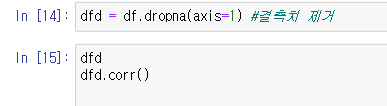 In [14]: dfd = df.dropna(axis=1) #결측치 제거
In [15]: dfd
dfd.corr()